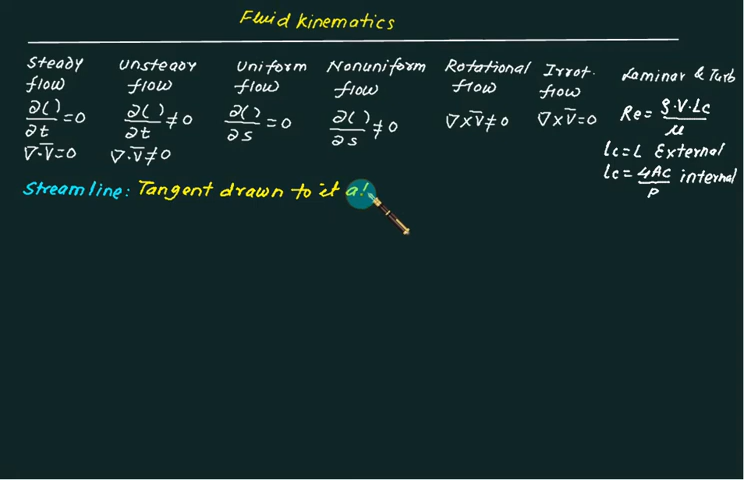 Fluid kinematics
Steady flow
Unsteady flow
Uniform flow
Nonuniform flow
Rotational flow
Irrot. flow
Laminar & Turb
∂( )/∂t = 0
∂( )/∂t ≠ 0
∂( )/∂s = 0
∂( )/∂s ≠ 0
∇×V̅ ≠ 0
∇×V̅ = 0
Re = ρ·V·Lc/μ
∇·V̅ = 0
∇·V̅ ≠ 0
lc = L External
lc = 4Ac/P internal
Streamline: Tangent drawn to it